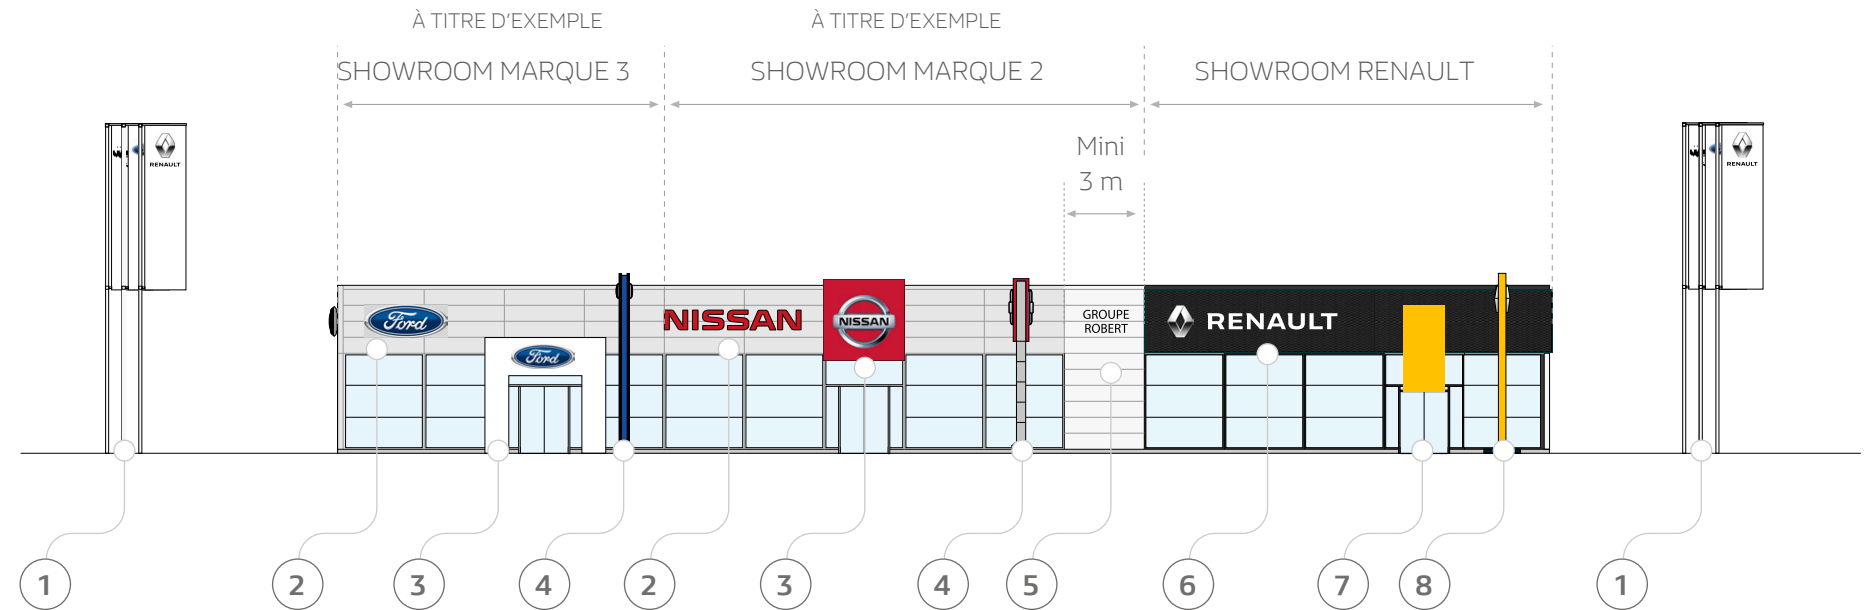 À TITRE D’EXEMPLE
À TITRE D’EXEMPLE
SHOWROOM MARQUE 3
SHOWROOM MARQUE 2
SHOWROOM RENAULT
Mini
3 m
RENAULT
RENAULT
Ford
NISSAN
NISSAN
GROUPE
ROBERT
RENAULT
Ford
1
2
3
4
2
3
4
5
6
7
8
1